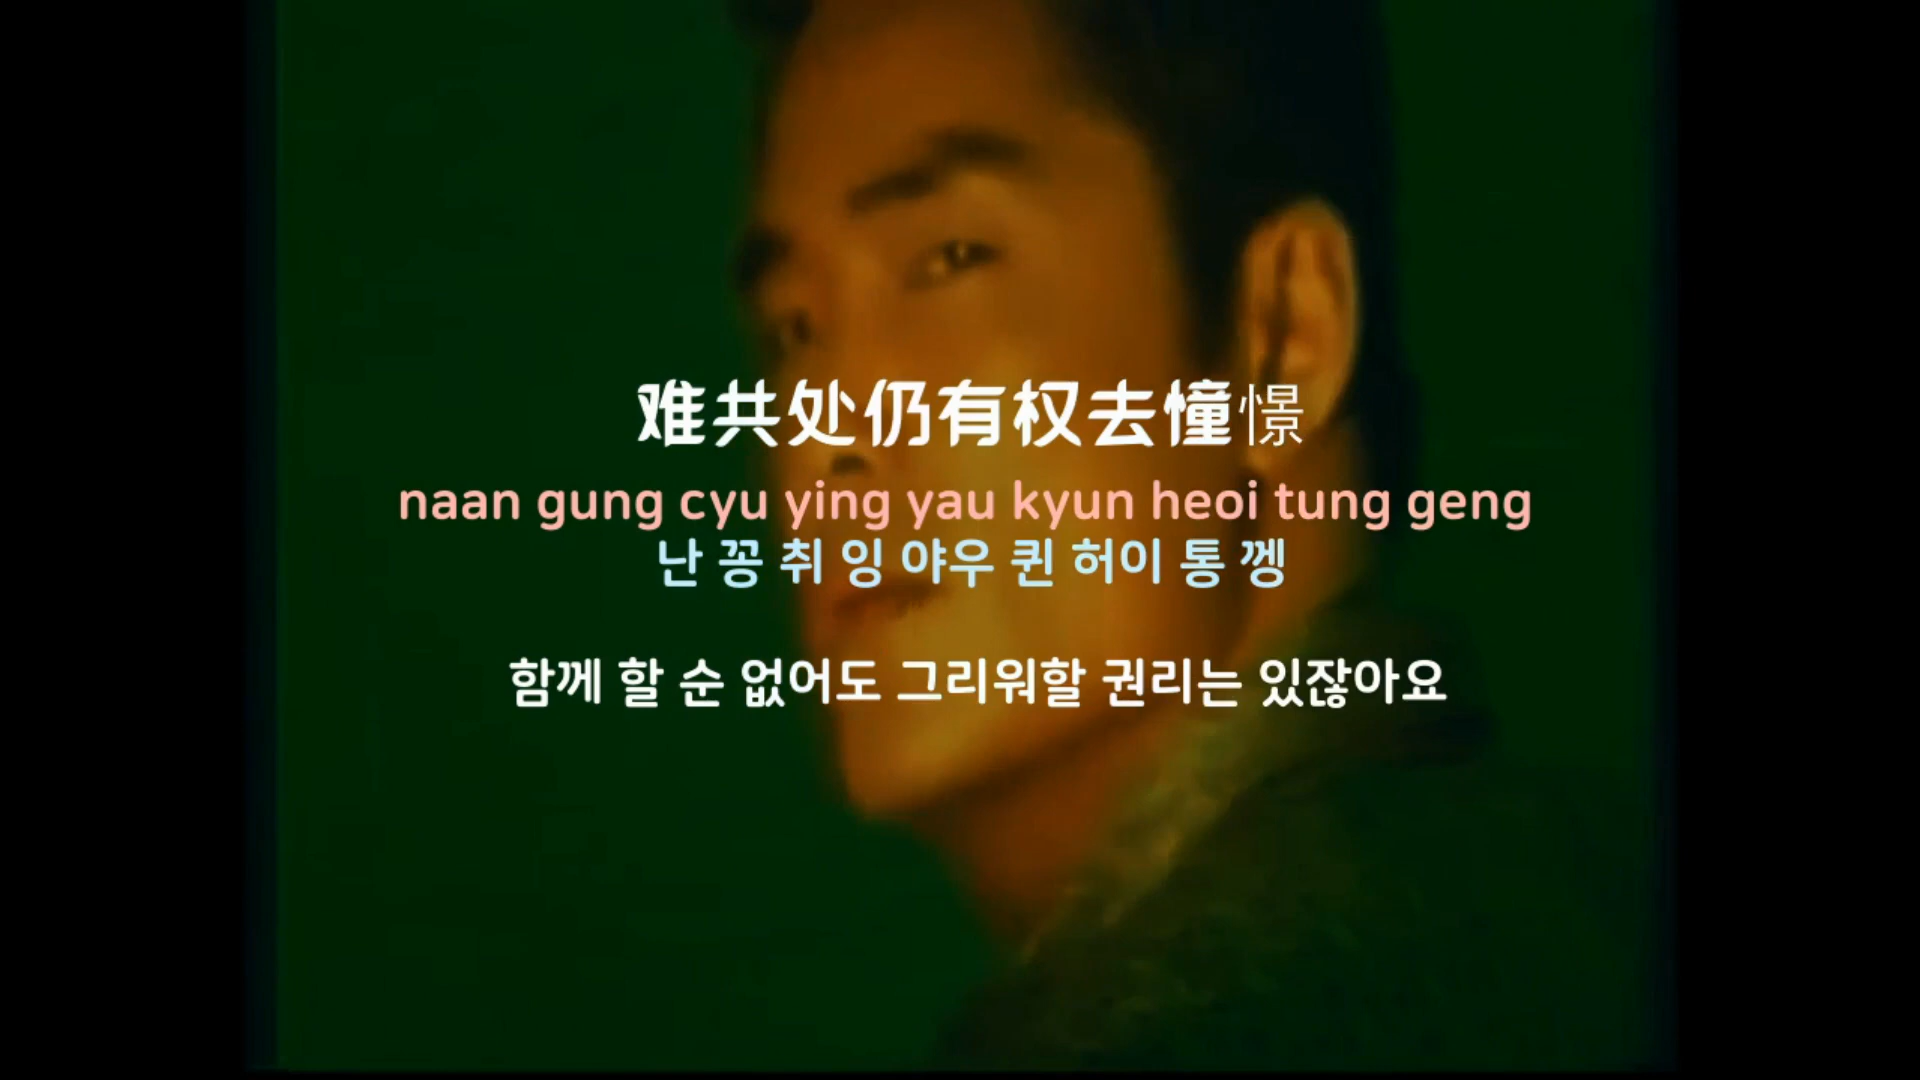 难共处仍有权去憧憬
naan gung cyu ying yau kyun heoi tung geng
난 꽁 취 잉 야우 퀸 허이 통 껭
함께 할 순 없어도 그리워할 권리는 있잖아요